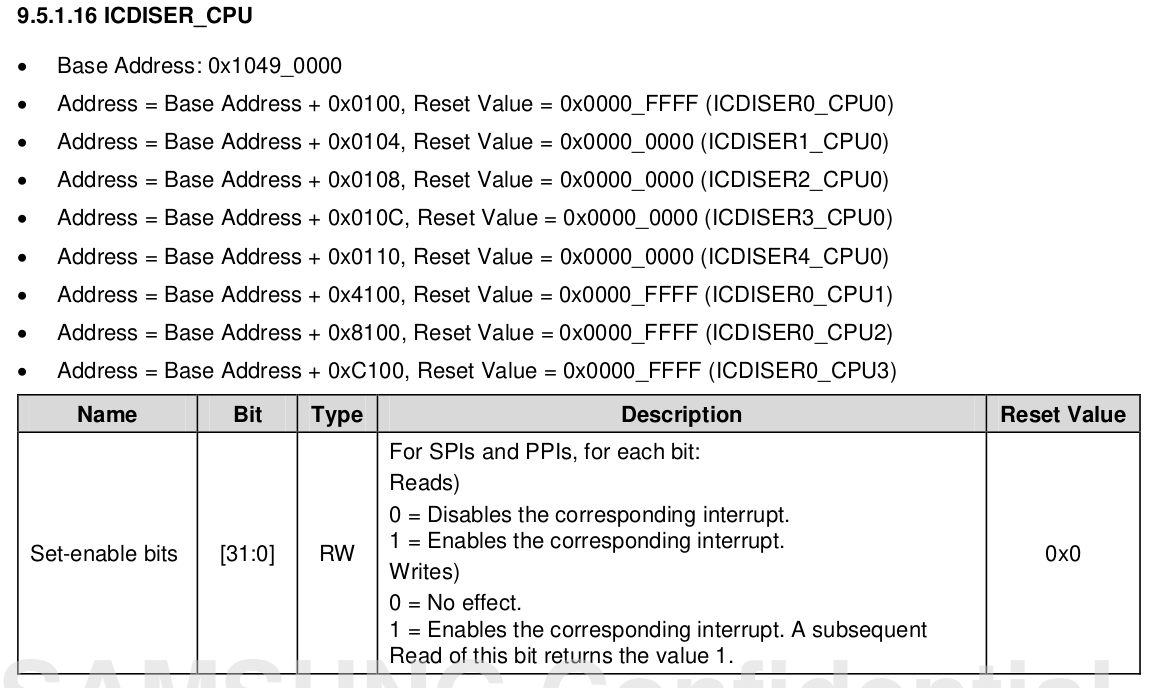 9.5.1.16 ICDISER_CPU
• Base Address: 0x1049_0000
• Address = Base Address + 0x0100, Reset Value = 0x0000_FFFF (ICDISER0_CPU0)
• Address = Base Address + 0x0104, Reset Value = 0x0000_0000 (ICDISER1_CPU0)
• Address = Base Address + 0x0108, Reset Value = 0x0000_0000 (ICDISER2_CPU0)
• Address = Base Address + 0x010C, Reset Value = 0x0000_0000 (ICDISER3_CPU0)
• Address = Base Address + 0x0110, Reset Value = 0x0000_0000 (ICDISER4_CPU0)
• Address = Base Address + 0x4100, Reset Value = 0x0000_FFFF (ICDISER0_CPU1)
• Address = Base Address + 0x8100, Reset Value = 0x0000_FFFF (ICDISER0_CPU2)
• Address = Base Address + 0xC100, Reset Value = 0x0000_FFFF (ICDISER0_CPU3)
Name Bit Type Description Reset Value
For SPIs and PPIs, for each bit:
Reads)
0 = Disables the corresponding interrupt.
1 = Enables the corresponding interrupt.
Set-enable bits [31:0] RW 0x0
Writes)
0 = No effect.
1 = Enables the corresponding interrupt. A subsequent
Read of this bit returns the value 1.
SAMSUNG Confidential